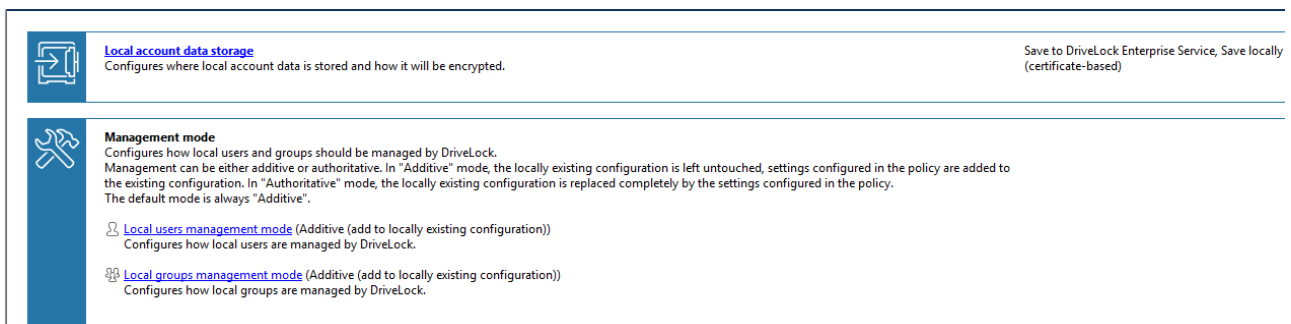 Local account data storage
Configures where local account data is stored and how it will be encrypted.
Save to DriveLock Enterprise Service, Save locally
(certificate-based)
Management mode
Configures how local users and groups should be managed by DriveLock.
Management can be either additive or authoritative. In "Additive" mode, the locally existing configuration is left untouched, settings configured in the policy are added to
the existing configuration. In "Authoritative" mode, the locally existing configuration is replaced completely by the settings configured in the policy.
The default mode is always "Additive".
Local users management mode (Additive (add to locally existing configuration))
Configures how local users are managed by DriveLock.
Local groups management mode (Additive (add to locally existing configuration))
Configures how local groups are managed by DriveLock.